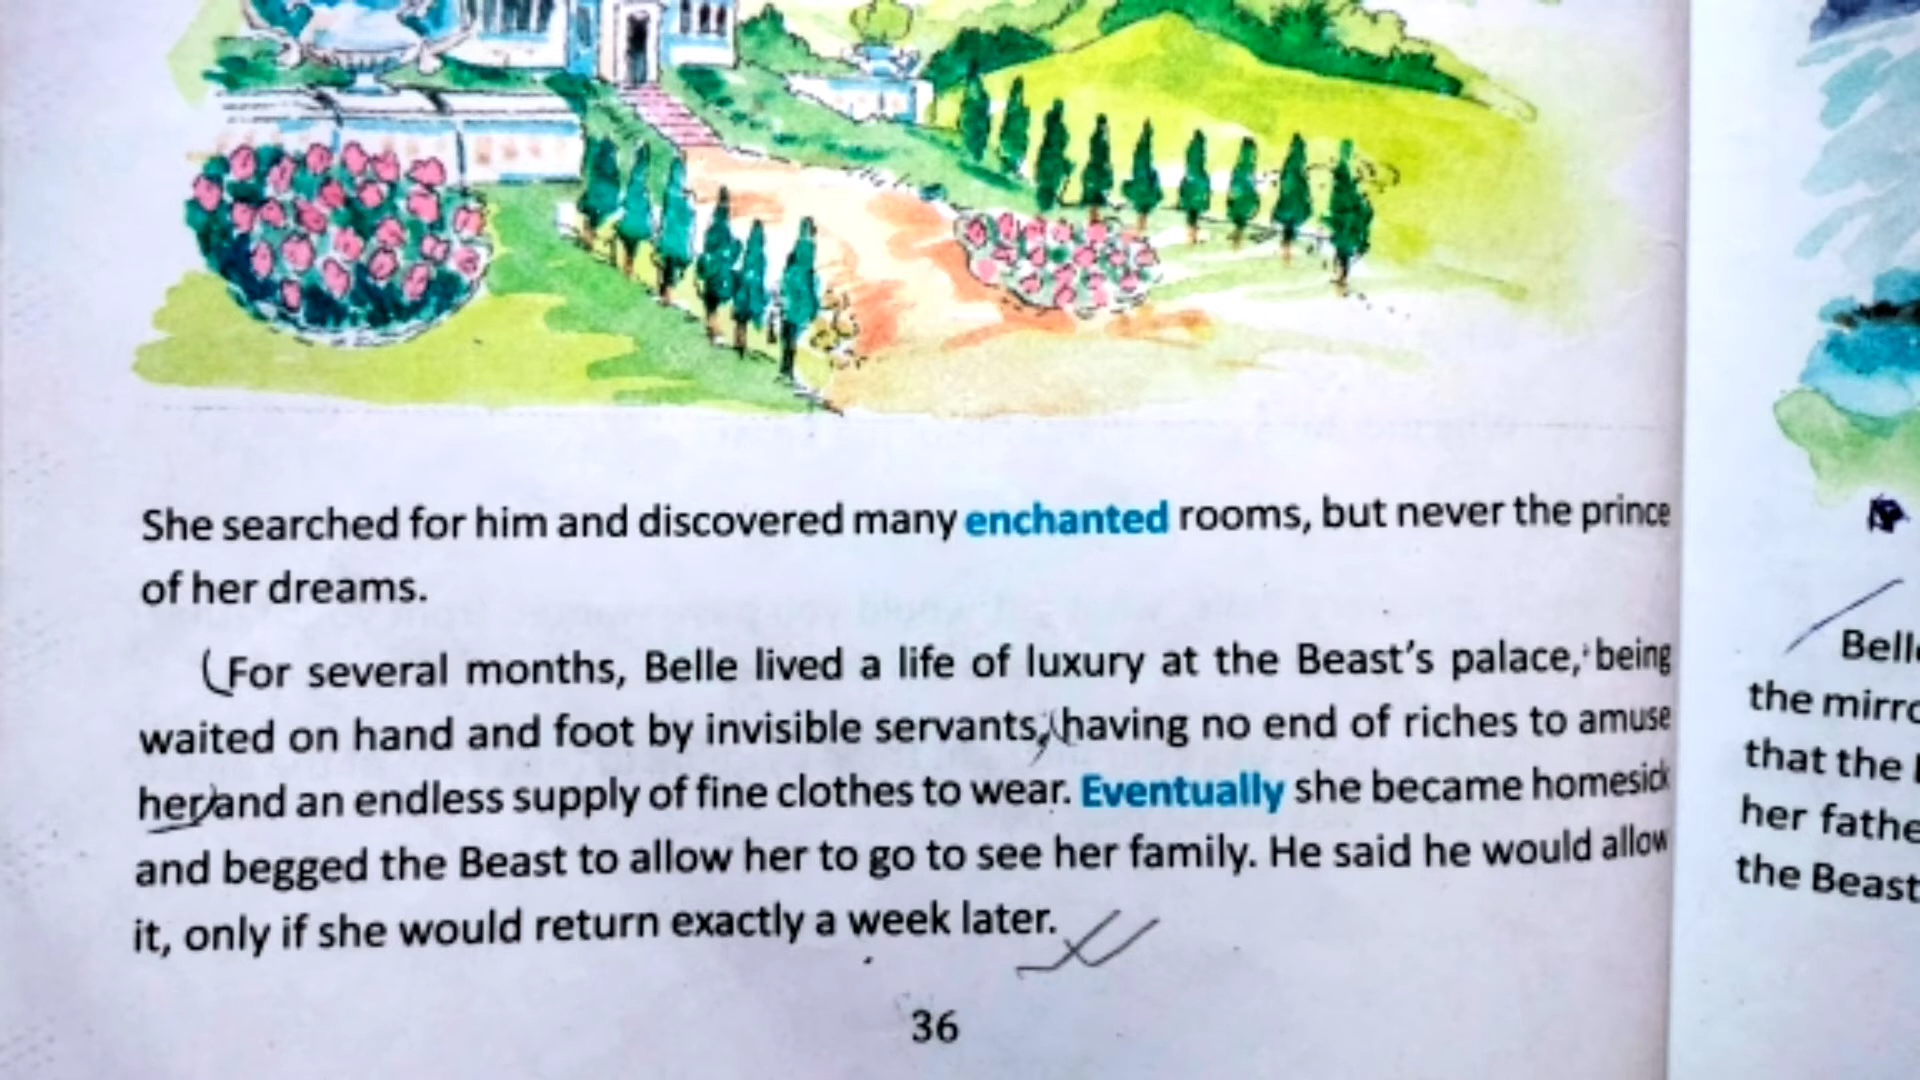 She searched for him and discovered many enchanted rooms, but never the prince
of her dreams.
For several months, Belle lived a life of luxury at the Beast's palace, being
waited on hand and foot by invisible servants, having no end of riches to amuse
her and an endless supply of fine clothes to wear. Eventually she became homesick
and begged the Beast to allow her to go to see her family. He said he would allow
it, only if she would return exactly a week later.
36
the
that the
her
the Beast